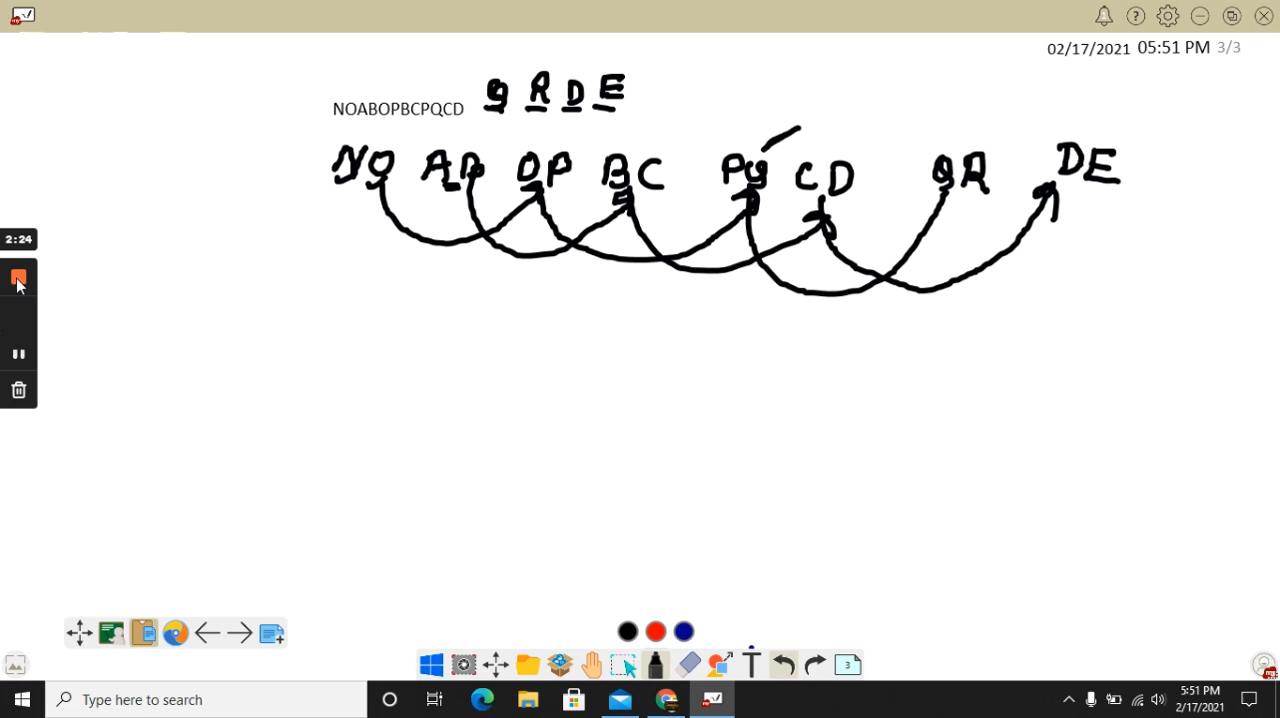 02/17/2021 05:51 PM 3/3
Q R D E
NOABOPBCPQCD
NO AB OP BC PQ CD QR DE
2:24
3
Type here to search
5:51 PM
2/17/2021